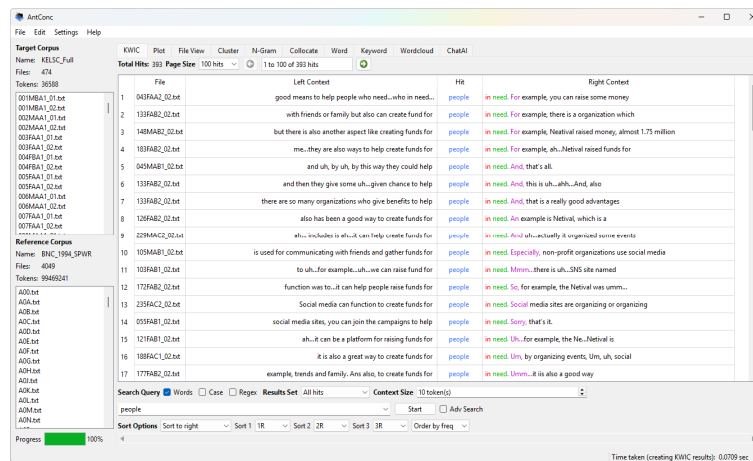 AntConc
File Edit Settings Help
Target Corpus
Name: KELSC_Full
Files: 474
Tokens: 36588
001MBA1_01.txt
001MBA1_02.txt
002MAA1_01.txt
002MAA1_02.txt
003FAA1_01.txt
003FAA1_02.txt
004FBA1_01.txt
004FBA1_02.txt
005FAA1_01.txt
005FAA1_02.txt
006MAA1_01.txt
006MAA1_02.txt
007FAA1_01.txt
007FAA1_02.txt
Reference Corpus
Name: BNC_1994_SPWR
Files: 4049
Tokens: 99469241
A00.txt
A0A.txt
A0B.txt
A0C.txt
A0D.txt
A0E.txt
A0F.txt
A0G.txt
A0H.txt
A0J.txt
A0K.txt
A0L.txt
A0M.txt
A0N.txt
Progress 100%
KWIC Plot File View Cluster N-Gram Collocate Word Keyword Wordcloud ChatAI
Total Hits: 393 Page Size 100 hits 1 to 100 of 393 hits
File Left Context Hit Right Context
1 043FAA2_02.txt good means to help people who need...who in need... people in need. For example, you can raise some money
2 133FAB2_02.txt with friends or family but also can create fund for people in need. For example, there is a organization which
3 148MAB2_02.txt but there is also another aspect like creating funds for people in need. For example, Neatival raised money, almost 1.75 million
4 183FAB2_02.txt me...they are also ways to help create funds for people in need. For example, ah...Netival raised funds for
5 045MAB1_02.txt and uh, by uh, by this way they could help people in need. And, that's all.
6 133FAB2_02.txt and then they give some uh...given chance to help people in need. And, this is uh...ahh...And, also
7 133FAB2_02.txt there are so many organizations who give benefits to help people in need. And, that is a really good advantages
8 126FAB2_02.txt also has been a good way to create funds for people in need. An example is Netival, which is a
9 229MAC2_02.txt ah... includes is ah...it can help create funds for people in need. And uh...actually it organized some events
10 105MAB1_02.txt is used for communicating with friends and gather funds for people in need. Especially, non-profit organizations use social media
11 103FAB1_02.txt to uh...for example...uh...we can raise fund for people in need. Mmm...there is uh...SNS site named
12 172FAB2_02.txt function was to...it can help people raise funds for people in need. So, for example, the Netival was umm...
13 235FAC2_02.txt Social media can function to create funds for people in need. Social media sites are organizing or organizing
14 055FAB1_02.txt social media sites, you can join the campaigns to help people in need. Sorry, that's it.
15 121FAB1_02.txt ah...it can be a platform for raising funds for people in need. Uh...for example, the Ne...Netival is
16 188FAC1_02.txt it is also a great way to create funds for people in need. Um, by organizing events, Um, uh, social
17 177FAB2_02.txt example, trends and family. Ans also, to create funds for people in need. Umm...it iis also a good way
Search Query Words Case Regex Results Set All hits Context Size 10 token(s)
people Start Adv Search
Sort Options Sort to right Sort 1 1R Sort 2 2R Sort 3 3R Order by freq
Time taken (creating KWIC results): 0.0709 sec